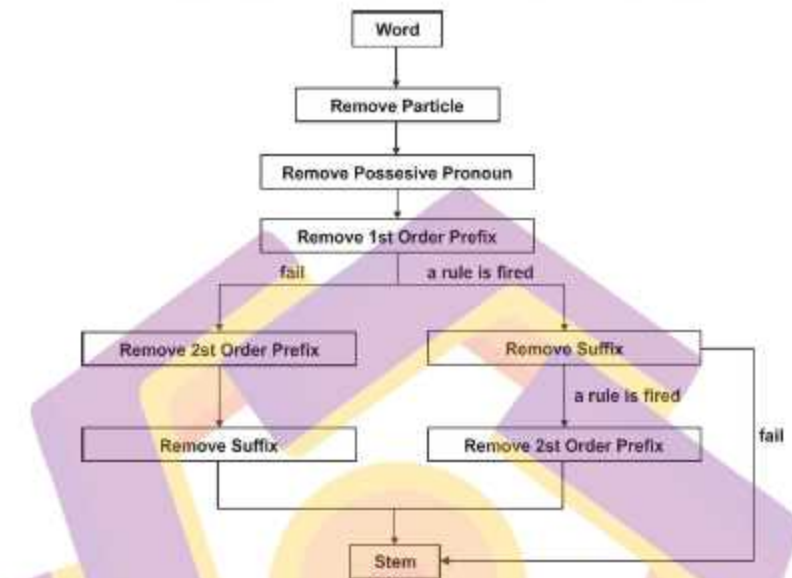 Word
Remove Particle
Remove Possesive Pronoun
Remove 1st Order Prefix
fail
a rule is fired
Remove 2st Order Prefix
Remove Suffix
a rule is fired
fail
Remove Suffix
Remove 2st Order Prefix
Stem